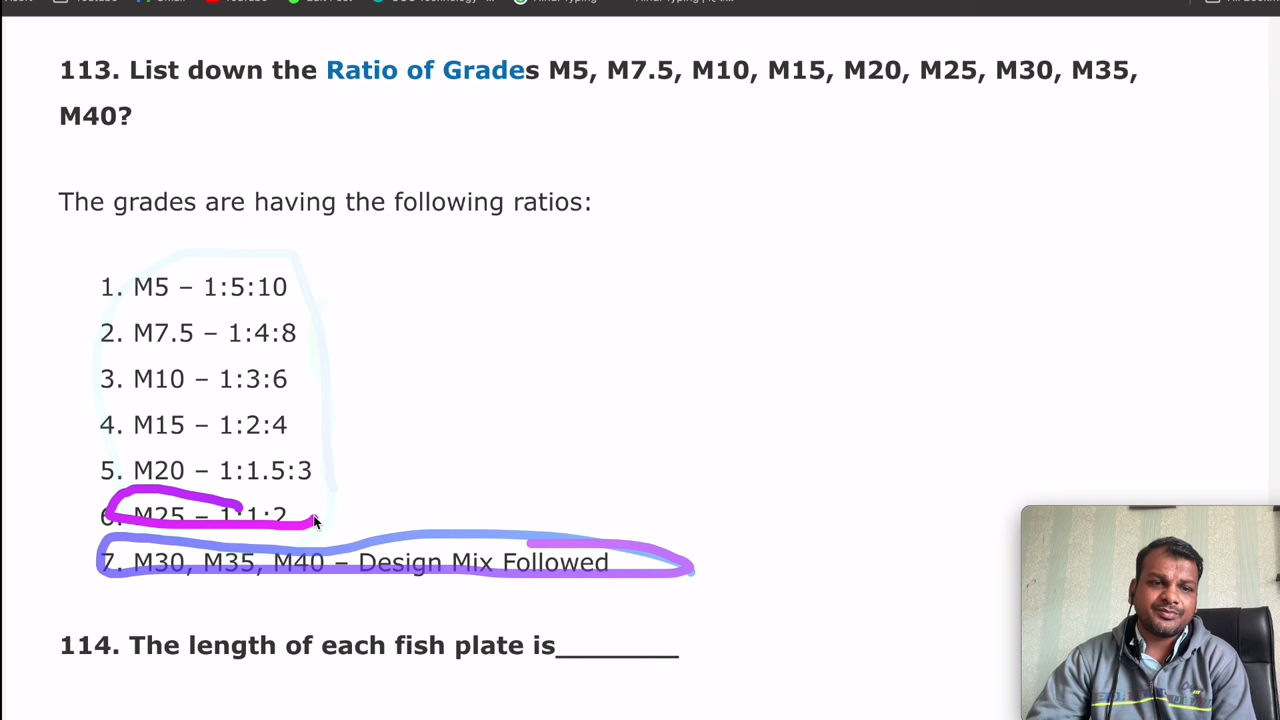 113. List down the Ratio of Grades M5, M7.5, M10, M15, M20, M25, M30, M35,
M40?
The grades are having the following ratios:
1. M5 – 1:5:10
2. M7.5 – 1:4:8
3. M10 – 1:3:6
4. M15 – 1:2:4
5. M20 – 1:1.5:3
6. M25 – 1:1:2
7. M30, M35, M40 – Design Mix Followed
114. The length of each fish plate is________